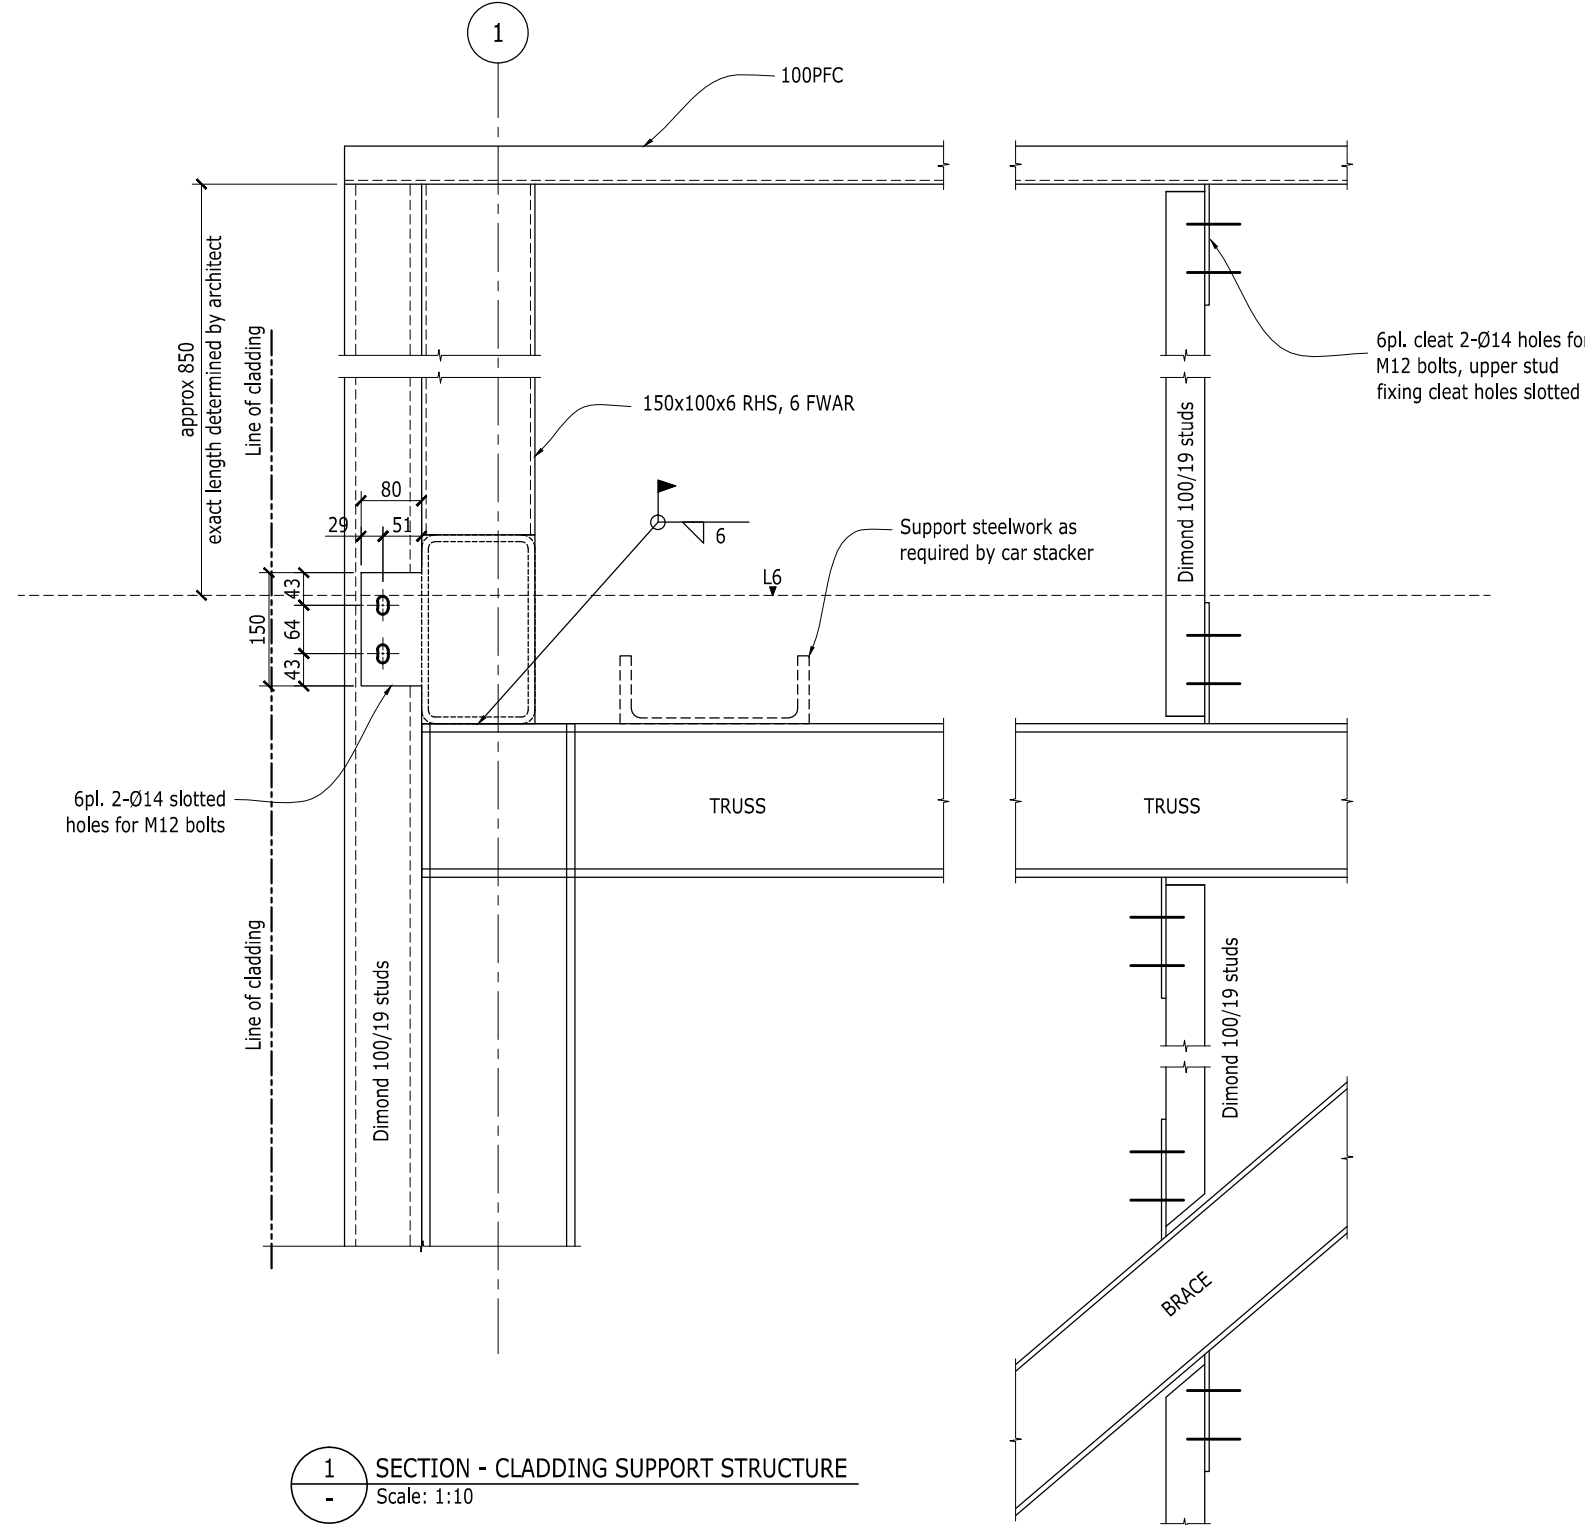 1
100PFC
approx 850
exact length determined by architect
Line of cladding
6pl. cleat 2-Ø14 holes for
M12 bolts, upper stud
fixing cleat holes slotted
150x100x6 RHS, 6 FWAR
Dimond 100/19 studs
80
29
51
6
Support steelwork as
required by car stacker
L6
43
150
64
43
6pl. 2-Ø14 slotted
holes for M12 bolts
TRUSS
TRUSS
Line of cladding
Dimond 100/19 studs
Dimond 100/19 studs
BRACE
1
-
SECTION - CLADDING SUPPORT STRUCTURE
Scale: 1:10